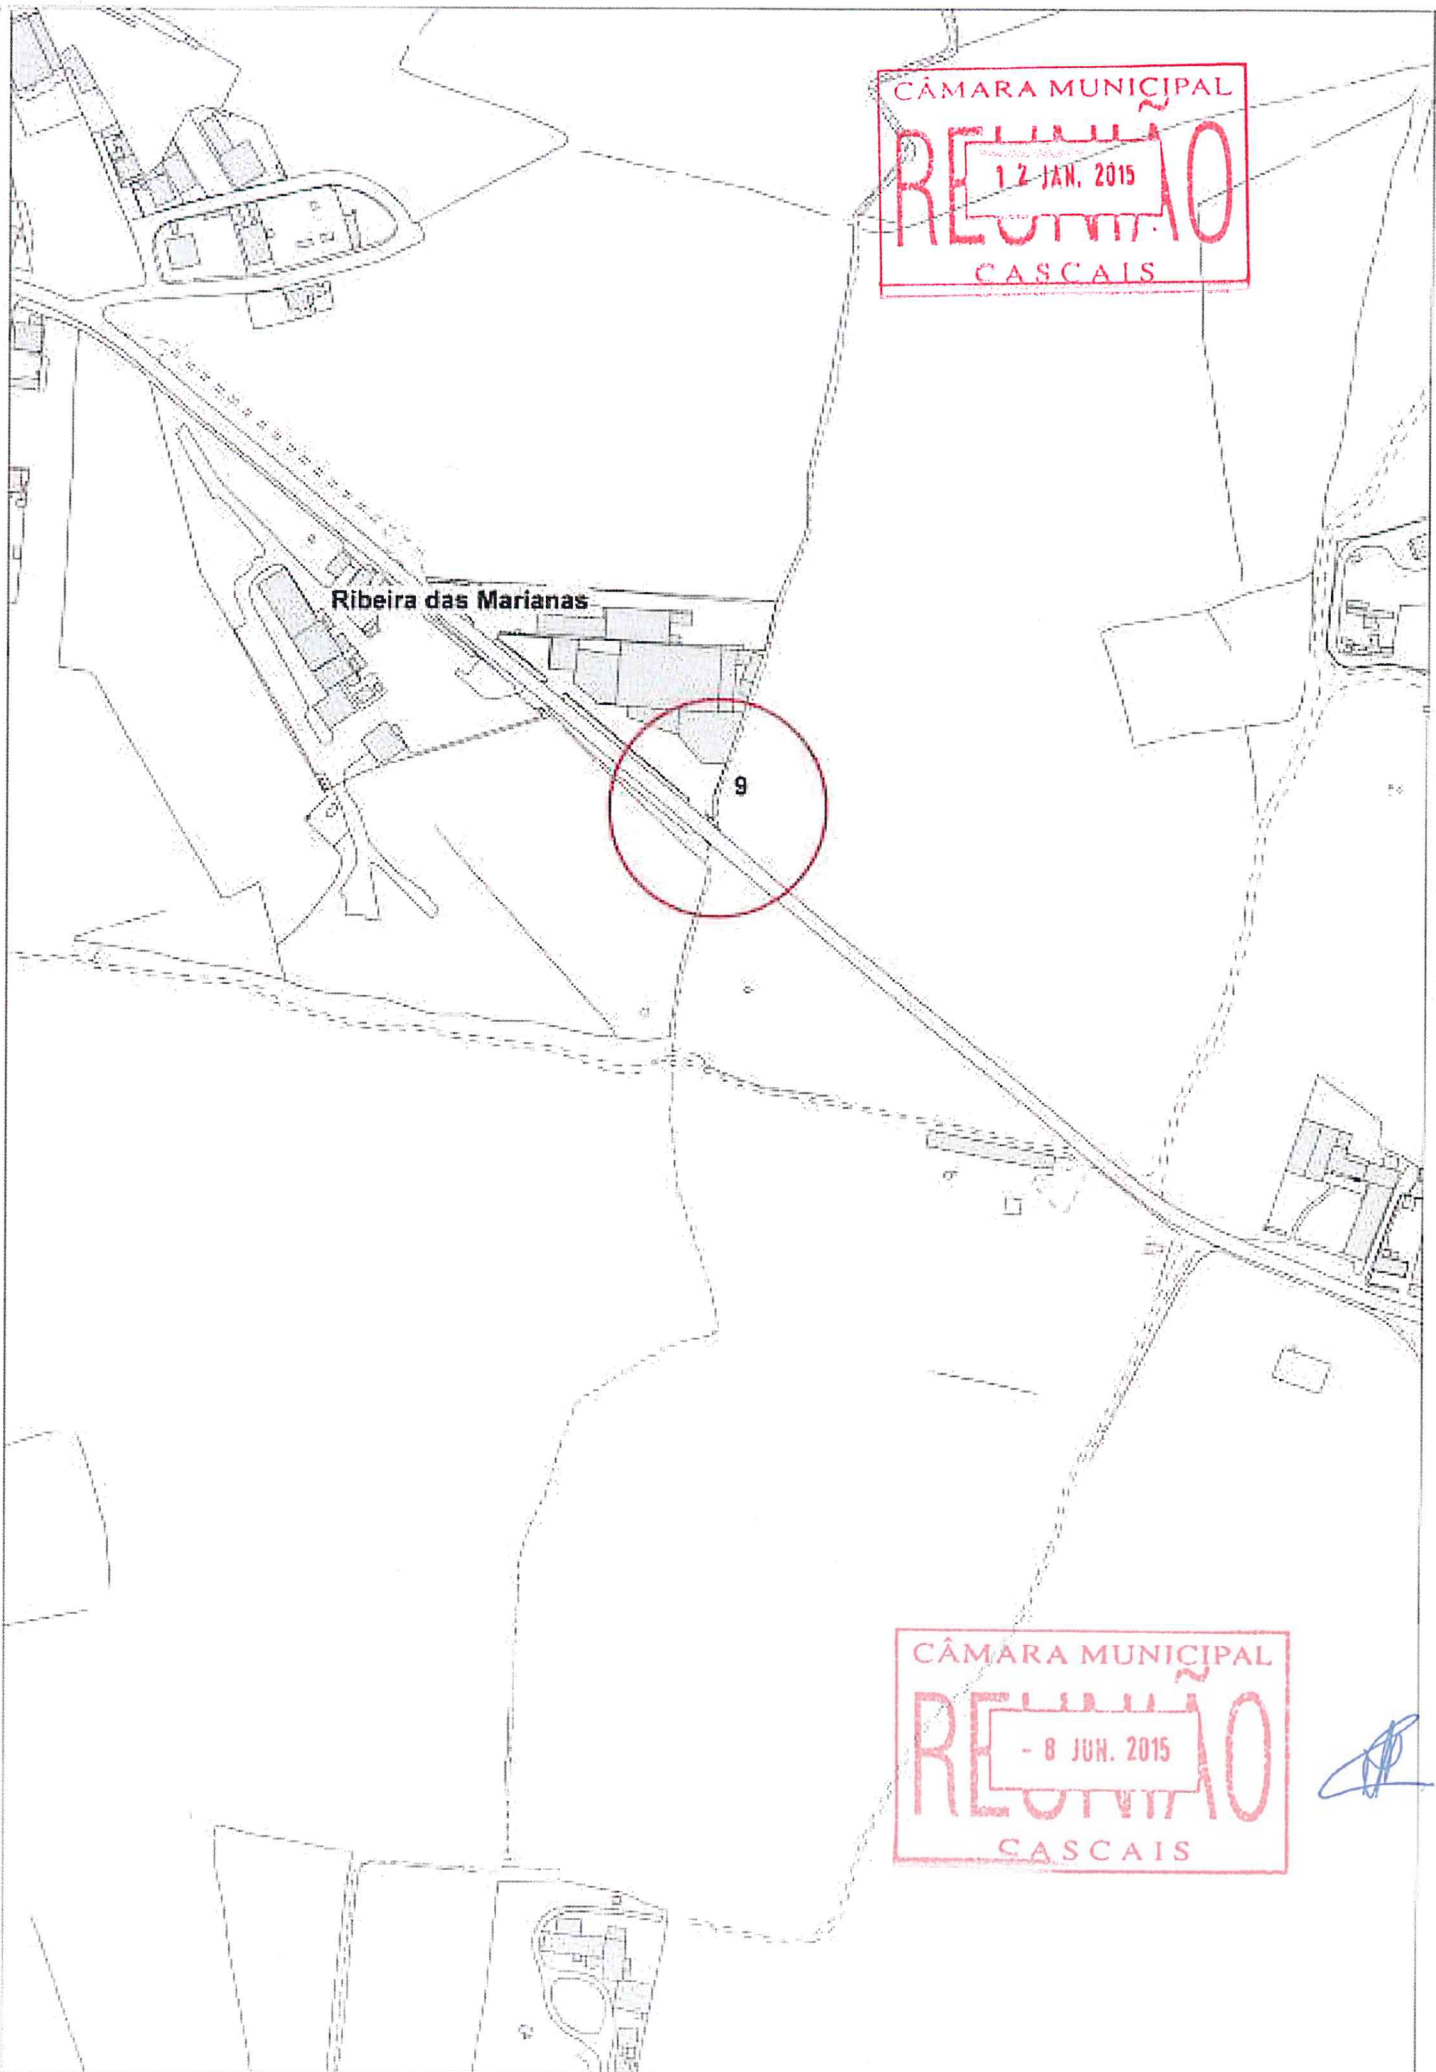 CÂMARA MUNICIPAL
REUNIÃO
12 JAN. 2015
CASCAIS
Ribeira das Marianas
9
CÂMARA MUNICIPAL
REUNIÃO
- 8 JUN. 2015
CASCAIS